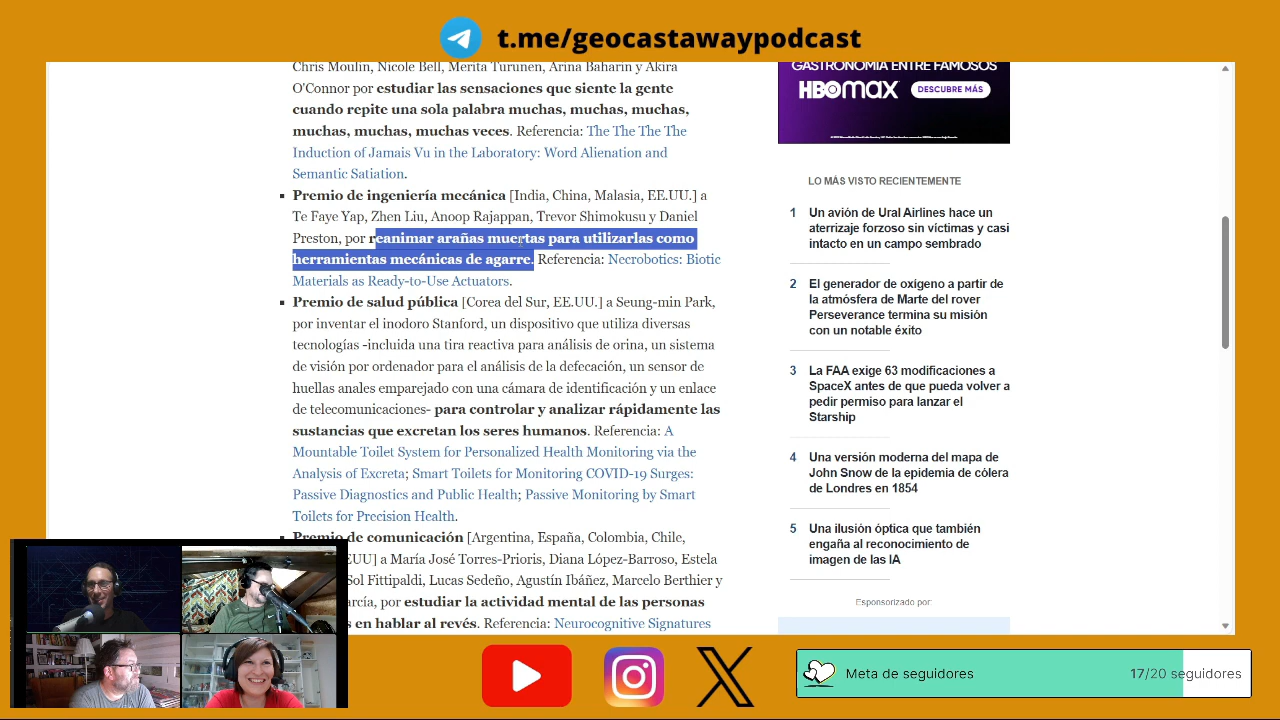 t.me/geocastawaypodcast
Chris Moulin, Nicole Bell, Merita Turunen, Arina Baharin y Akira
O'Connor por estudiar las sensaciones que siente la gente
cuando repite una sola palabra muchas, muchas, muchas,
muchas, muchas, muchas veces. Referencia: The The The The
Induction of Jamais Vu in the Laboratory: Word Alienation and
Semantic Satiation.
Premio de ingeniería mecánica [India, China, Malasia, EE.UU.] a
Te Faye Yap, Zhen Liu, Anoop Rajappan, Trevor Shimokusu y Daniel
Preston, por reanimar arañas muertas para utilizarlas como
herramientas mecánicas de agarre. Referencia: Necrobotics: Biotic
Materials as Ready-to-Use Actuators.
Premio de salud pública [Corea del Sur, EE.UU.] a Seung-min Park,
por inventar el inodoro Stanford, un dispositivo que utiliza diversas
tecnologías -incluida una tira reactiva para análisis de orina, un sistema
de visión por ordenador para el análisis de la defecación, un sensor de
huellas anales emparejado con una cámara de identificación y un enlace
de telecomunicaciones- para controlar y analizar rápidamente las
sustancias que excretan los seres humanos. Referencia: A
Mountable Toilet System for Personalized Health Monitoring via the
Analysis of Excreta; Smart Toilets for Monitoring COVID-19 Surges:
Passive Diagnostics and Public Health; Passive Monitoring by Smart
Toilets for Precision Health.
Premio de comunicación [Argentina, España, Colombia, Chile,
EEUU] a María José Torres-Prioris, Diana López-Barroso, Estela
Sol Fittipaldi, Lucas Sedeño, Agustín Ibáñez, Marcelo Berthier y
García, por estudiar la actividad mental de las personas
en hablar al revés. Referencia: Neurocognitive Signatures
GASTRONOMÍA ENTRE FAMOSOS
HBOMAX DESCUBRE MÁS
LO MÁS VISTO RECIENTEMENTE
1 Un avión de Ural Airlines hace un
aterrizaje forzoso sin víctimas y casi
intacto en un campo sembrado
2 El generador de oxígeno a partir de
la atmósfera de Marte del rover
Perseverance termina su misión
con un notable éxito
3 La FAA exige 63 modificaciones a
SpaceX antes de que pueda volver a
pedir permiso para lanzar el
Starship
4 Una versión moderna del mapa de
John Snow de la epidemia de cólera
de Londres en 1854
5 Una ilusión óptica que también
engaña al reconocimiento de
imagen de las IA
Esponsorizado por:
Meta de seguidores 17/20 seguidores